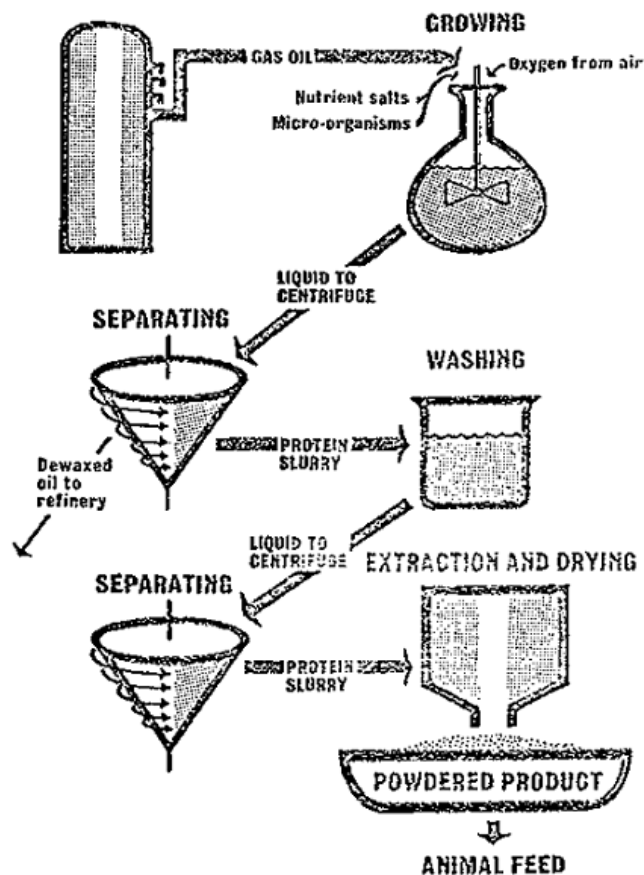 GROWING
GAS OIL
Oxygen from air
Nutrient salts
Micro-organisms
LIQUID TO
CENTRIFUGE
SEPARATING
WASHING
PROTEIN
SLURRY
Dewaxed
oil to
refinery
LIQUID TO
CENTRIFUGE
EXTRACTION AND DRYING
SEPARATING
PROTEIN
SLURRY
POWDERED PRODUCT
ANIMAL FEED